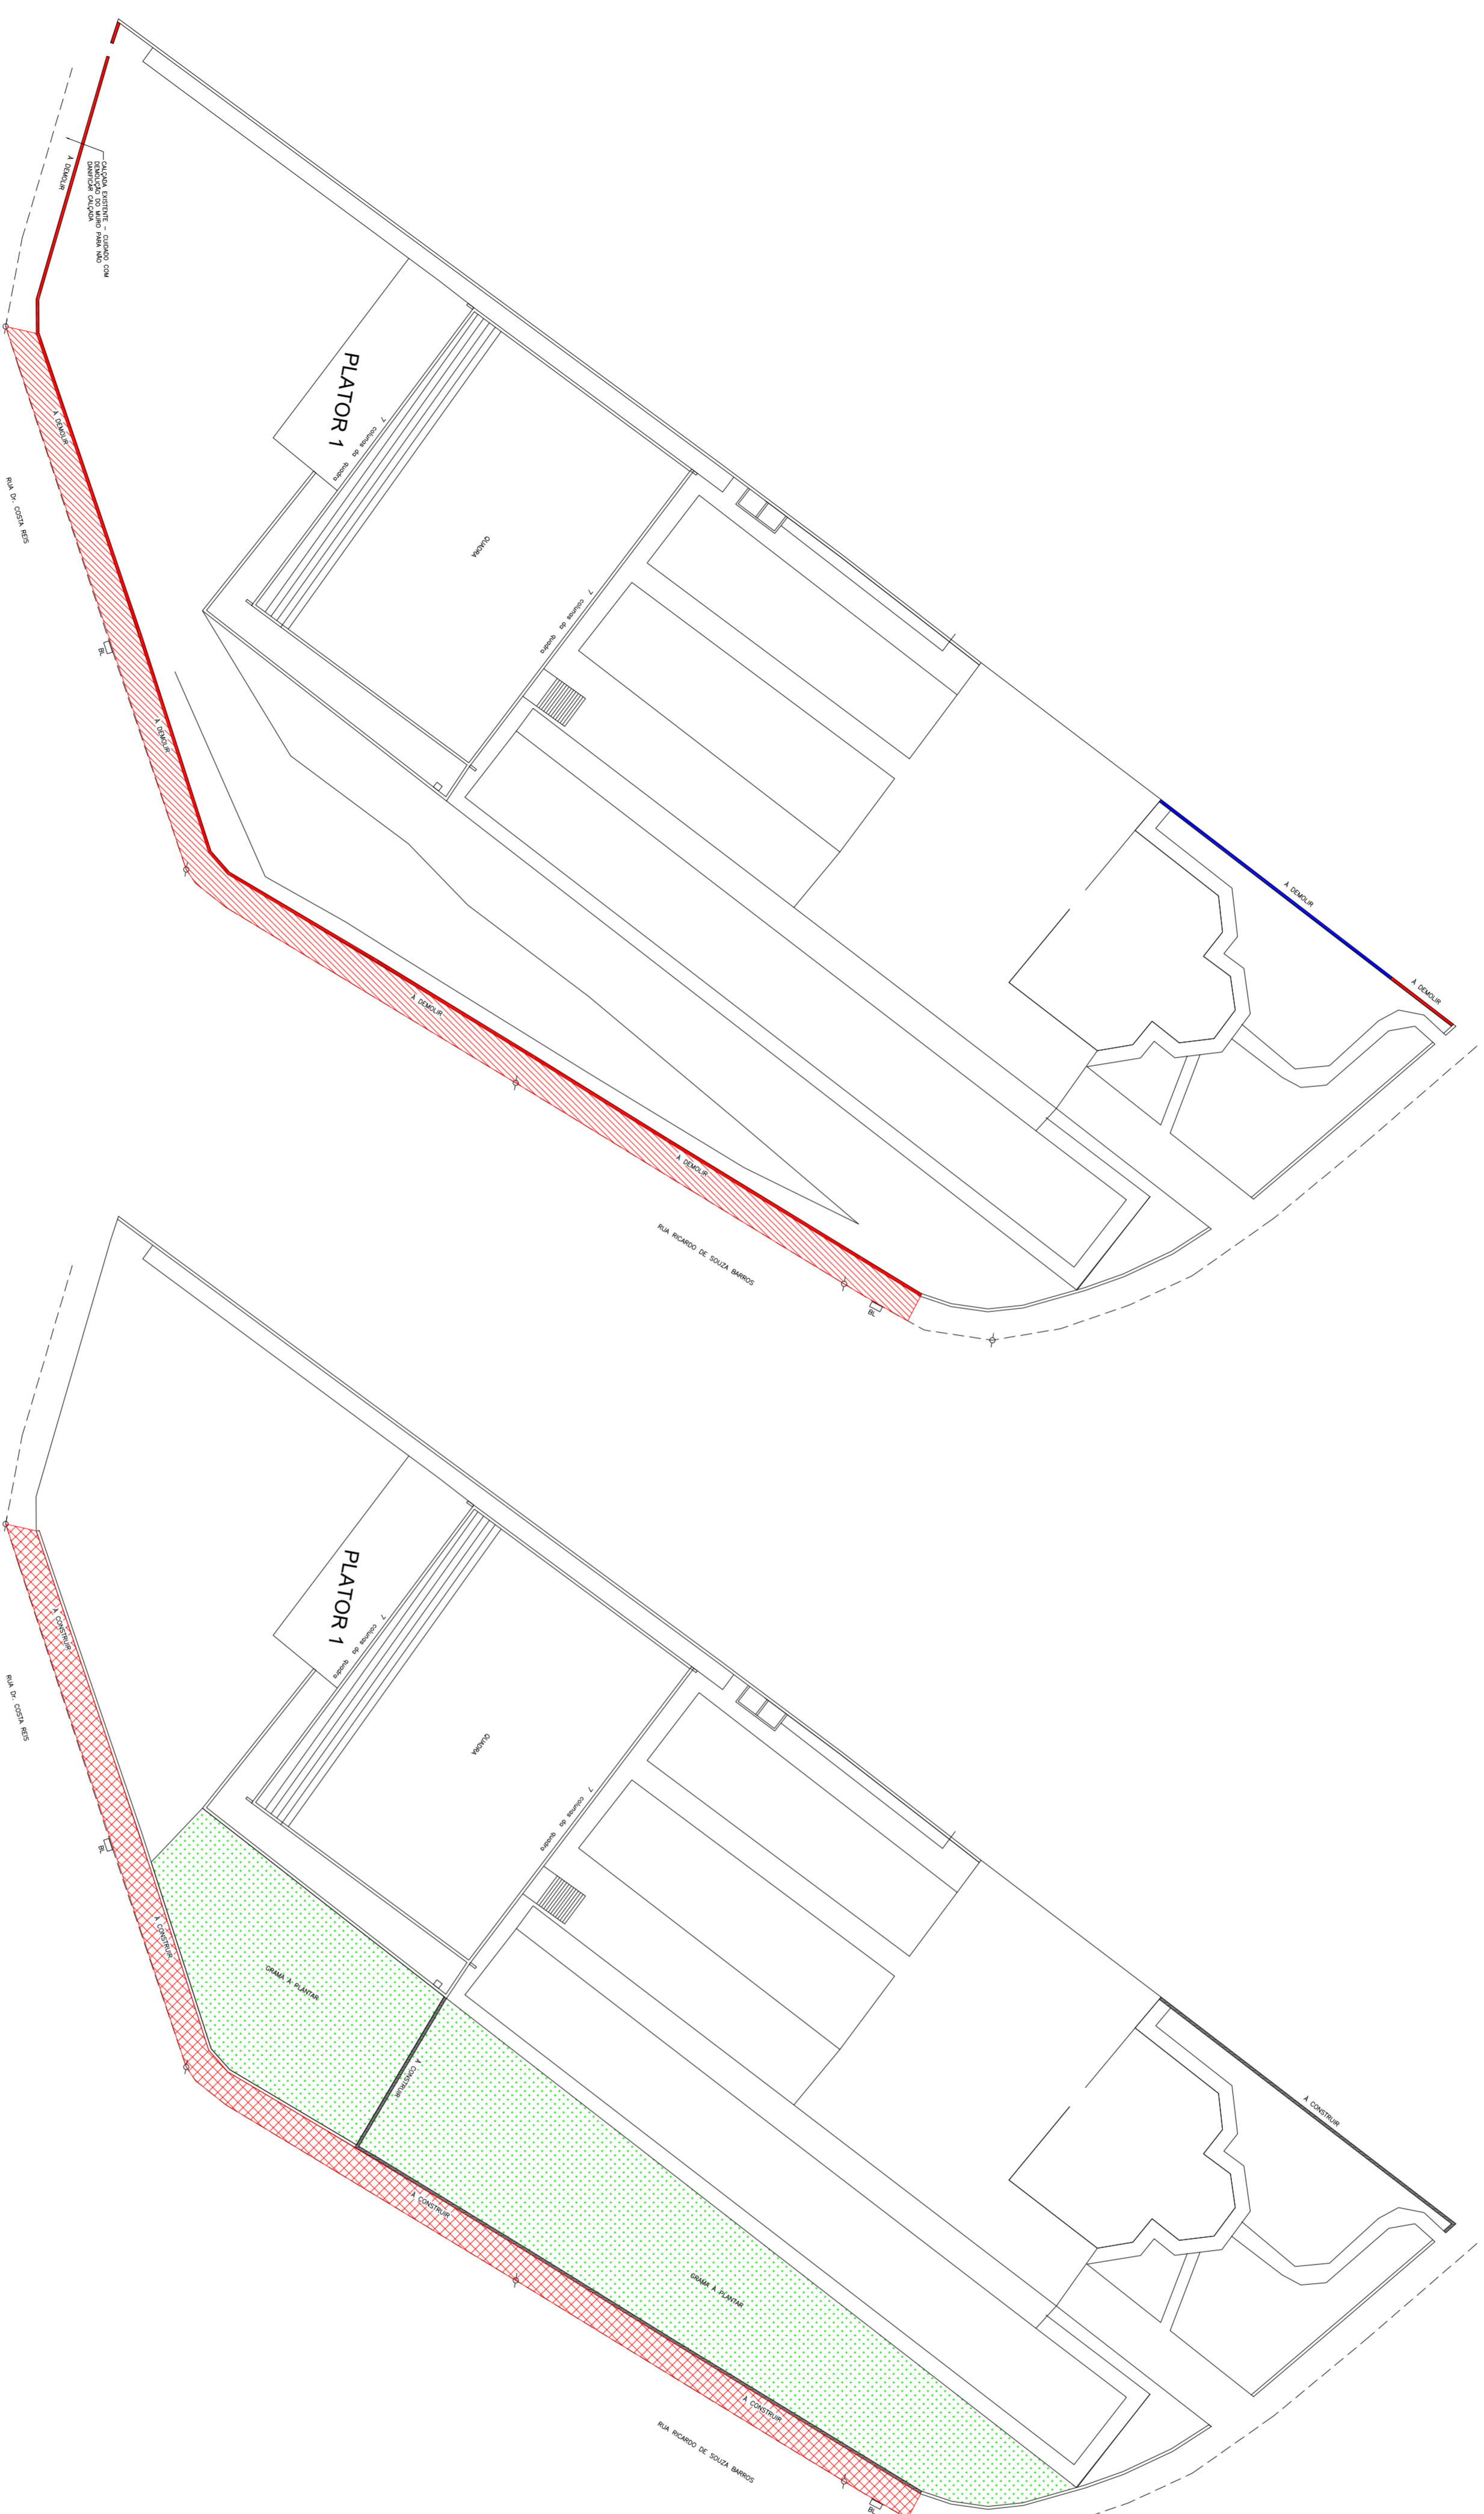 CALÇADA EXISTENTE - CUIDADO COM
DEMOLIÇÃO DO MURO PARA NÃO
DANIFICAR CALÇADA
À DEMOLIR
PLATOR 1
7 colunas da quadra
À DEMOLIR
RUA Dr. COSTA REIS
QUADRA
7 colunas da quadra
BL
À DEMOLIR
À DEMOLIR
À DEMOLIR
À DEMOLIR
À DEMOLIR
À DEMOLIR
RUA RICARDO DE SOUZA BARROS
BL
PLATOR 1
7 colunas da quadra
À CONSTRUIR
RUA Dr. COSTA REIS
QUADRA
7 colunas da quadra
BL
À CONSTRUIR
GRAMA À PLANTAR
À CONSTRUIR
À CONSTRUIR
À CONSTRUIR
GRAMA À PLANTAR
À CONSTRUIR
RUA RICARDO DE SOUZA BARROS
BL